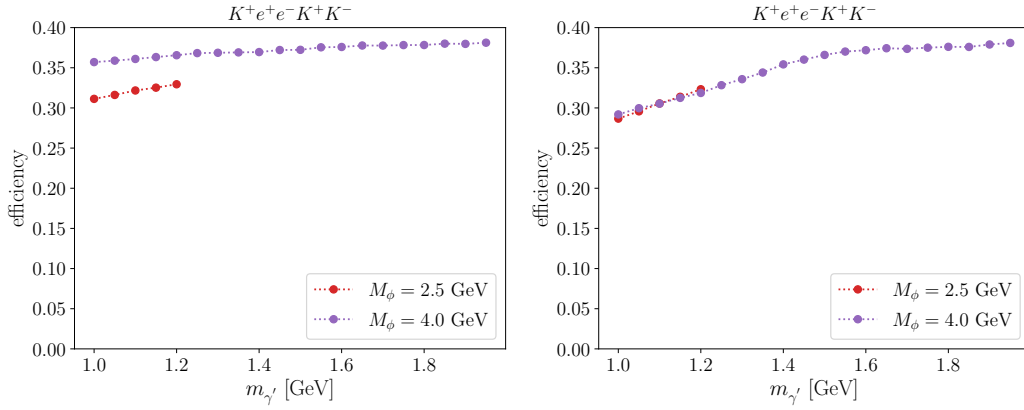 K⁺e⁺e⁻K⁺K⁻
0.40
0.35
0.30
0.25
0.20
0.15
0.10
0.05
0.00
efficiency
1.0 1.2 1.4 1.6 1.8
m_γ′ [GeV]
M_ϕ = 2.5 GeV
M_ϕ = 4.0 GeV
K⁺e⁺e⁻K⁺K⁻
0.40
0.35
0.30
0.25
0.20
0.15
0.10
0.05
0.00
efficiency
1.0 1.2 1.4 1.6 1.8
m_γ′ [GeV]
M_ϕ = 2.5 GeV
M_ϕ = 4.0 GeV